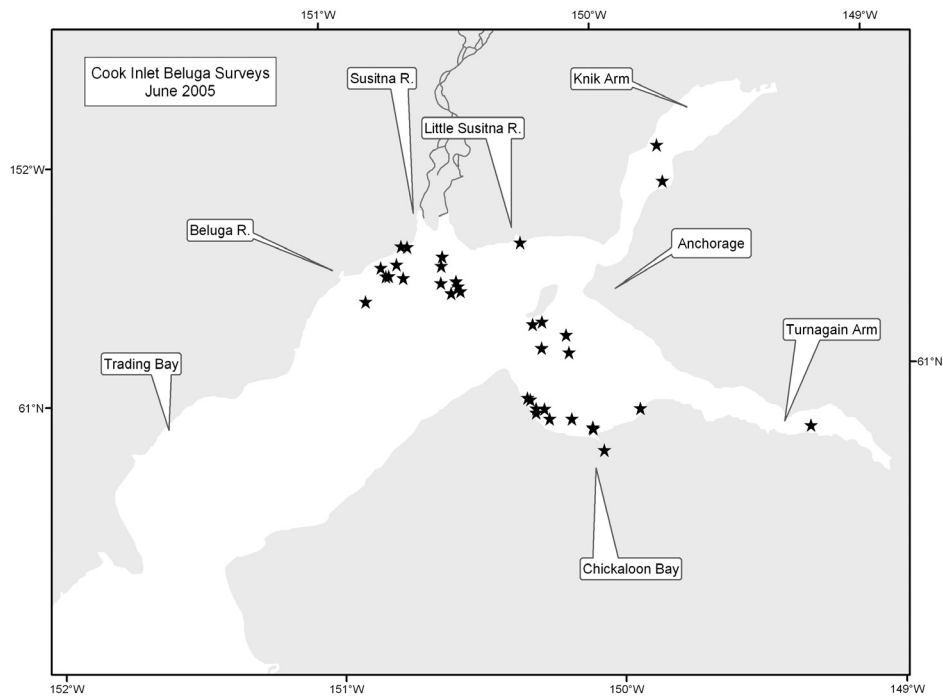 151°W
150°W
149°W
Cook Inlet Beluga Surveys
June 2005
Susitna R.
Knik Arm
Little Susitna R.
152°W
Beluga R.
Anchorage
Turnagain Arm
Trading Bay
61°N
61°N
Chickaloon Bay
152°W
151°W
150°W
149°W